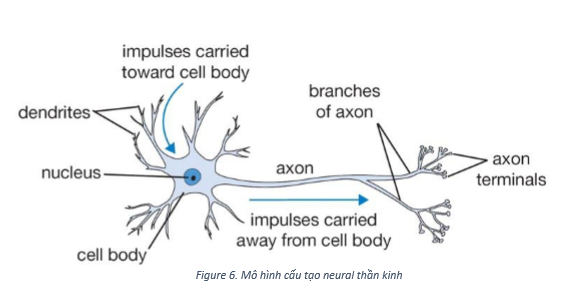 impulses carried
toward cell body
branches
of axon
dendrites
axon
axon
terminals
nucleus
impulses carried
away from cell body
cell body
Figure 6. Mô hình cấu tạo neural thần kinh